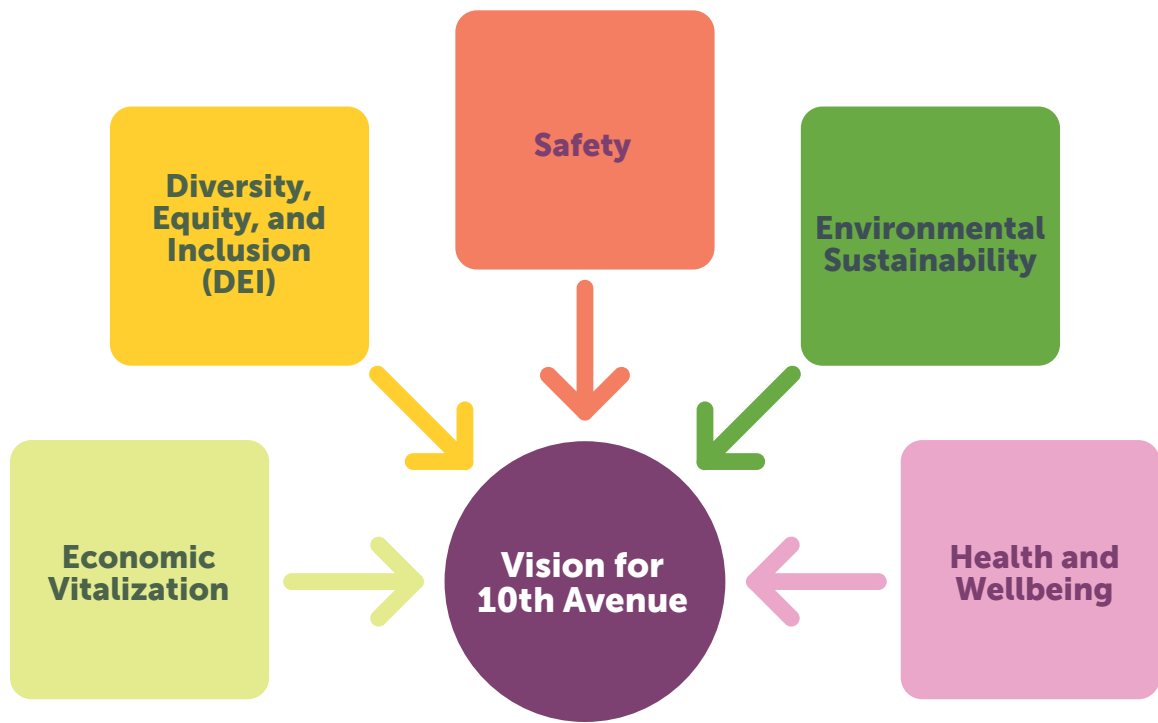 Safety
Diversity,
Equity, and
Inclusion
(DEI)
Environmental
Sustainability
Economic
Vitalization
Vision for
10th Avenue
Health and
Wellbeing